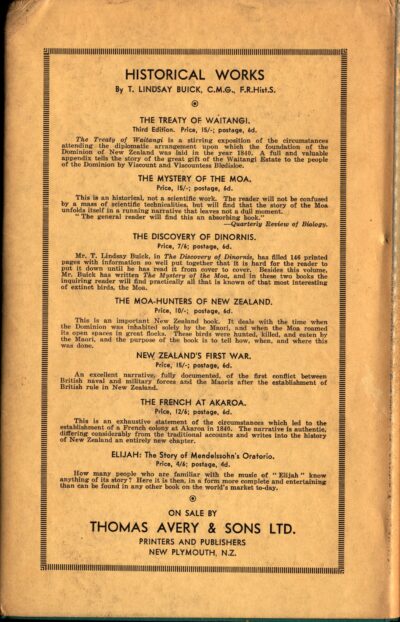 HISTORICAL WORKS
By T. LINDSAY BUICK, C.M.G., F.R.Hist.S.
THE TREATY OF WAITANGI.
Third Edition. Price, 15/-; postage, 6d.
The Treaty of Waitangi is a stirring exposition of the circumstances
attending the diplomatic arrangement upon which the foundation of the
Dominion of New Zealand was laid in the year 1840. A full and valuable
appendix tells the story of the great gift of the Waitangi Estate to the people
of the Dominion by Viscount and Viscountess Bledisloe.
THE MYSTERY OF THE MOA.
Price, 15/-; postage, 6d.
This is an historical, not a scientific work. The reader will not be confused
by a mass of scientific technicalities, but will find that the story of the Moa
unfolds itself in a running narrative that leaves not a dull moment.
"The general reader will find this an absorbing book."
—Quarterly Review of Biology.
THE DISCOVERY OF DINORNIS.
Price, 7/6; postage, 6d.
Mr. T. Lindsay Buick, in The Discovery of Dinornis, has filled 146 printed
pages with information so well put together that it is hard for the reader to
put it down until he has read it from cover to cover. Besides this volume,
Mr. Buick has written The Mystery of the Moa, and in these two books the
inquiring reader will find practically all that is known of that most interesting
of extinct birds, the Moa.
THE MOA-HUNTERS OF NEW ZEALAND.
Price, 10/-; postage, 6d.
This is an important New Zealand book. It deals with the time when
the Dominion was inhabited solely by the Maori, and when the Moa roamed
its open spaces in great flocks. These birds were hunted, killed, and eaten by
the Maori, and the purpose of the book is to tell how, when, and where this
was done.
NEW ZEALAND'S FIRST WAR.
Price, 15/-; postage, 6d.
An excellent narrative, fully documented, of the first conflict between
British naval and military forces and the Maoris after the establishment of
British rule in New Zealand.
THE FRENCH AT AKAROA.
Price, 12/6; postage, 6d.
This is an exhaustive statement of the circumstances which led to the
establishment of a French colony at Akaroa in 1840. The narrative is authentic,
differing considerably from the traditional accounts and writes into the history
of New Zealand an entirely new chapter.
ELIJAH: The Story of Mendelssohn's Oratorio.
Price, 4/6; postage, 4d.
How many people who are familiar with the music of "Elijah" know
anything of its story? Here it is then, in a form more complete and entertaining
than can be found in any other book on the world's market to-day.
ON SALE BY
THOMAS AVERY & SONS LTD.
PRINTERS AND PUBLISHERS
NEW PLYMOUTH, N.Z.